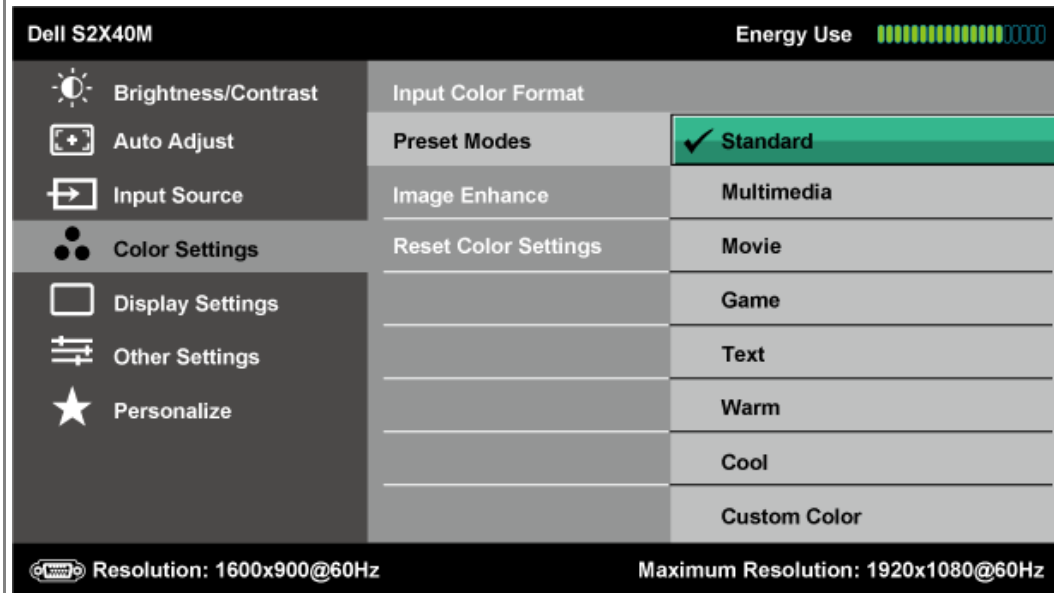 Dell S2X40M Energy Use
Brightness/Contrast Input Color Format
Auto Adjust Preset Modes Standard
Input Source Image Enhance Multimedia
Color Settings Reset Color Settings Movie
Display Settings Game
Other Settings Text
Personalize Warm
Cool
Custom Color
Resolution: 1600x900@60Hz Maximum Resolution: 1920x1080@60Hz